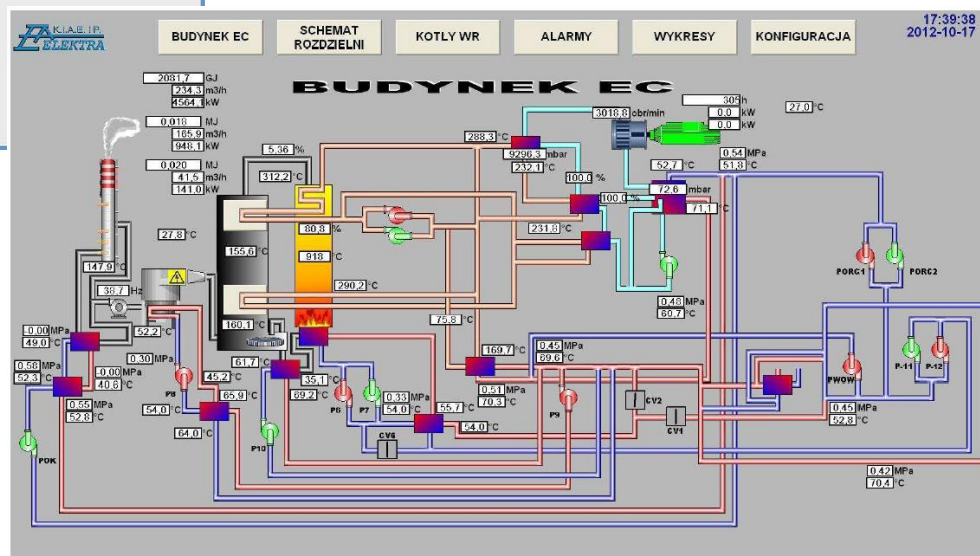 K.I.A.E. I P.
ELEKTRA
BUDYNEK EC
SCHEMAT
ROZDZIELNI
KOTLY WR
ALARMY
WYKRESY
KONFIGURACJA
17:39:38
2012-10-17
BUDYNEK EC
2081,7 GJ
234,3 m3/h
4564,1 kW
0,018 MJ
165,9 m3/h
948,1 kW
0,020 MJ
41,5 m3/h
141,0 kW
5,36 %
312,2 °C
288,3 °C
9296,3 mbar
232,1 °C
3018,8 obr/min
305 h
0,0 kW
0,0 kW
27,0 °C
0,54 MPa
51,8 °C
52,7 °C
72,6 mbar
71,1 °C
100,0 %
100,0 %
27,8 °C
155,6 °C
80,8 %
918 °C
231,8 °C
147,9 °C
38,7 Hz
290,2 °C
160,1 °C
52,2 °C
75,8 °C
0,48 MPa
60,7 °C
PORC1
PORC2
-0,00 MPa
49,0 °C
0,58 MPa
52,3 °C
-0,00 MPa
40,6 °C
0,30 MPa
P8
45,2 °C
61,7 °C
35,1 °C
69,2 °C
169,7 °C
0,45 MPa
69,6 °C
0,51 MPa
70,3 °C
PWOW
P-11
P-12
0,55 MPa
52,8 °C
54,0 °C
65,9 °C
64,0 °C
P6
P7
0,33 MPa
54,0 °C
55,7 °C
54,0 °C
P9
CV2
CV1
0,45 MPa
52,8 °C
POK
P10
CV6
0,42 MPa
70,4 °C